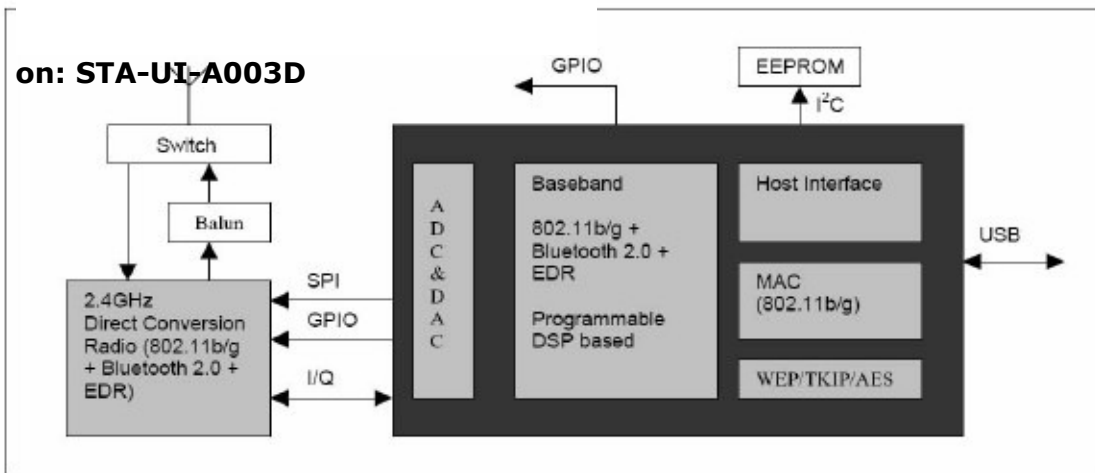 on: STA-UI-A003D
GPIO
EEPROM
I²C
Switch
Balun
2.4GHz
Direct Conversion
Radio (802.11b/g
+ Bluetooth 2.0 +
EDR)
SPI
GPIO
I/Q
A
D
C
&
D
A
C
Baseband
802.11b/g +
Bluetooth 2.0 +
EDR
Programmable
DSP based
Host Interface
MAC
(802.11b/g)
WEP/TKIP/AES
USB